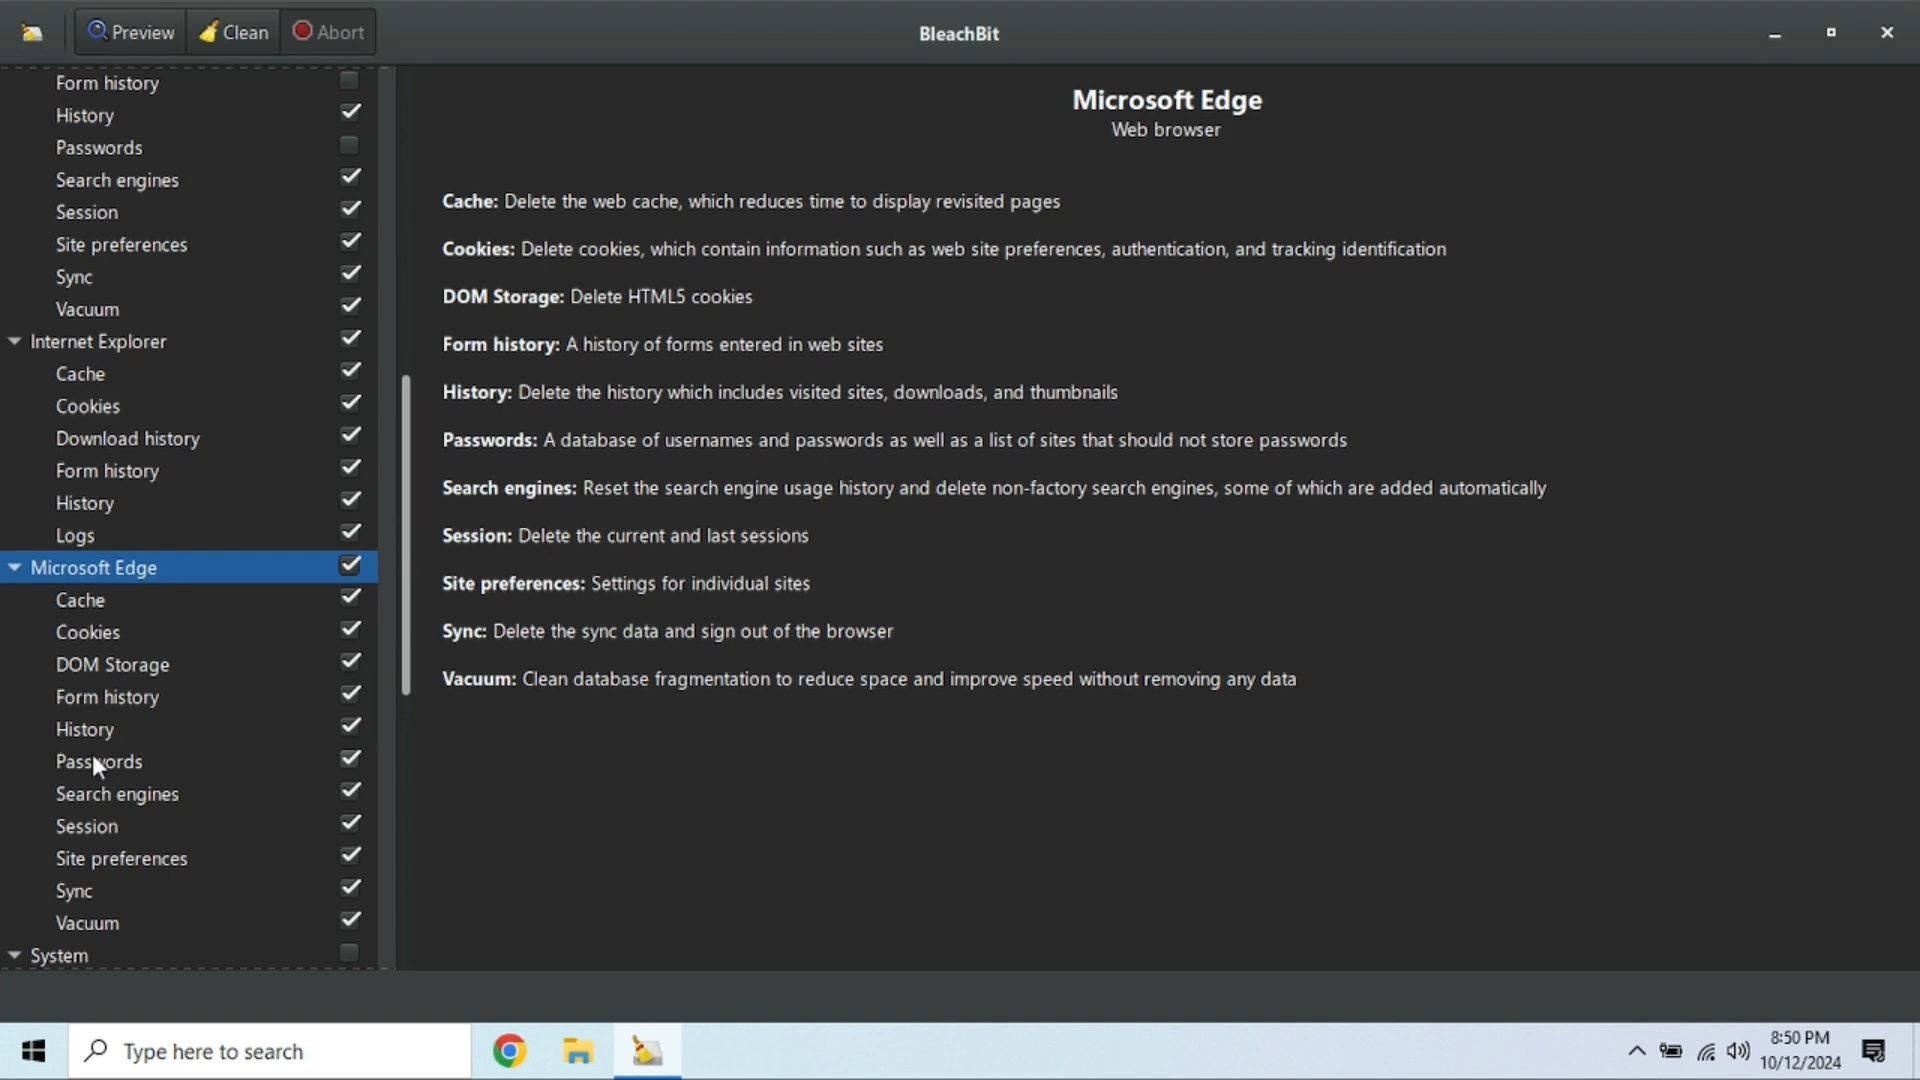 Preview Clean Abort BleachBit
Form history
History
Passwords
Search engines
Session
Site preferences
Sync
Vacuum
Internet Explorer
Cache
Cookies
Download history
Form history
History
Logs
Microsoft Edge
Cache
Cookies
DOM Storage
Form history
History
Passwords
Search engines
Session
Site preferences
Sync
Vacuum
System
Microsoft Edge
Web browser
Cache: Delete the web cache, which reduces time to display revisited pages
Cookies: Delete cookies, which contain information such as web site preferences, authentication, and tracking identification
DOM Storage: Delete HTML5 cookies
Form history: A history of forms entered in web sites
History: Delete the history which includes visited sites, downloads, and thumbnails
Passwords: A database of usernames and passwords as well as a list of sites that should not store passwords
Search engines: Reset the search engine usage history and delete non-factory search engines, some of which are added automatically
Session: Delete the current and last sessions
Site preferences: Settings for individual sites
Sync: Delete the sync data and sign out of the browser
Vacuum: Clean database fragmentation to reduce space and improve speed without removing any data
Type here to search
8:50 PM
10/12/2024